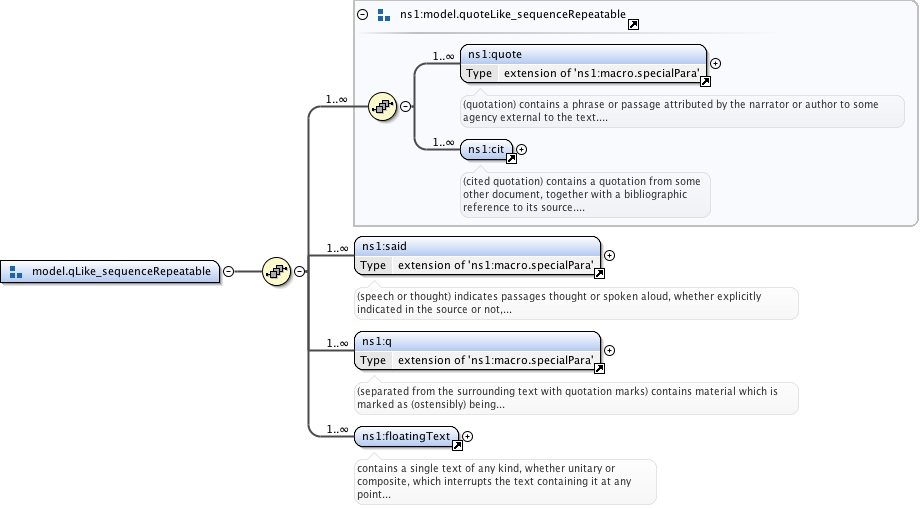 ns1:model.quoteLike_sequenceRepeatable
1..∞
ns1:quote
Type extension of 'ns1:macro.specialPara'
(quotation) contains a phrase or passage attributed by the narrator or author to some
agency external to the text....
1..∞
1..∞
ns1:cit
(cited quotation) contains a quotation from some
other document, together with a bibliographic
reference to its source....
model.qLike_sequenceRepeatable
1..∞
ns1:said
Type extension of 'ns1:macro.specialPara'
(speech or thought) indicates passages thought or spoken aloud, whether explicitly
indicated in the source or not,...
1..∞
ns1:q
Type extension of 'ns1:macro.specialPara'
(separated from the surrounding text with quotation marks) contains material which is
marked as (ostensibly) being...
1..∞
ns1:floatingText
contains a single text of any kind, whether unitary or
composite, which interrupts the text containing it at any
point...